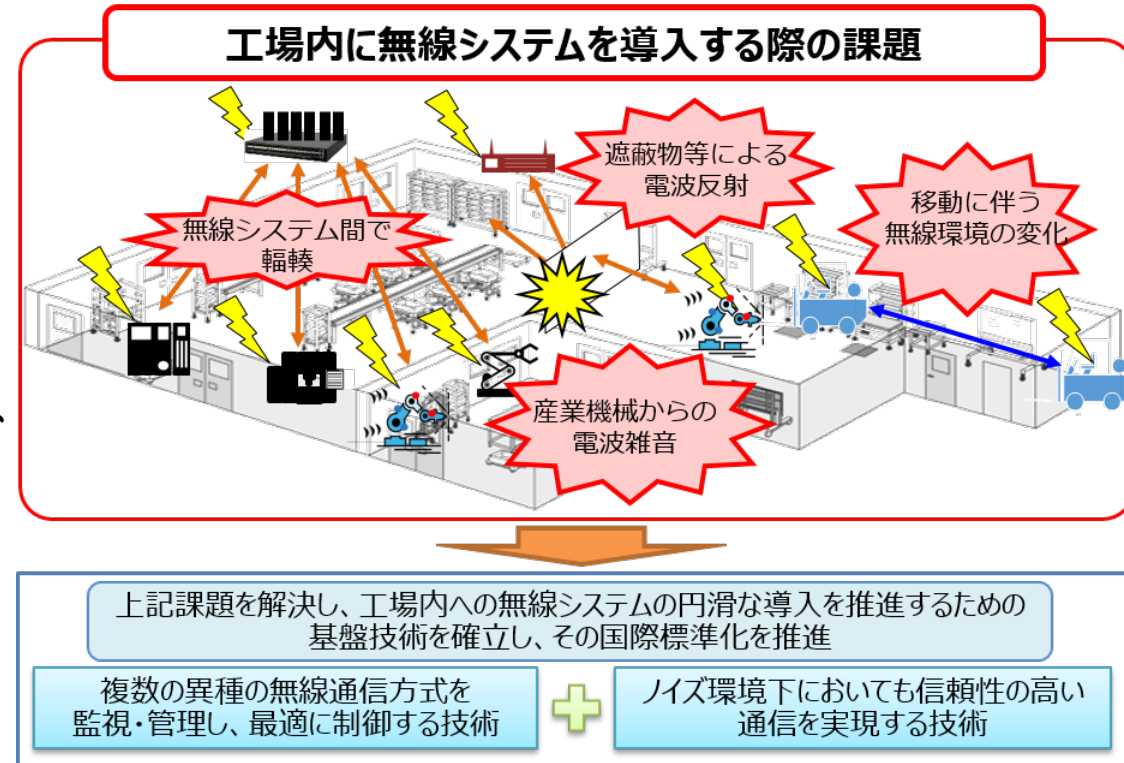 工場内に無線システムを導入する際の課題
遮蔽物等による
電波反射
移動に伴う
無線環境の変化
無線システム間で
輻輳
産業機械からの
電波雑音
上記課題を解決し、工場内への無線システムの円滑な導入を推進するための
基盤技術を確立し、その国際標準化を推進
複数の異種の無線通信方式を
監視・管理し、最適に制御する技術
ノイズ環境下においても信頼性の高い
通信を実現する技術